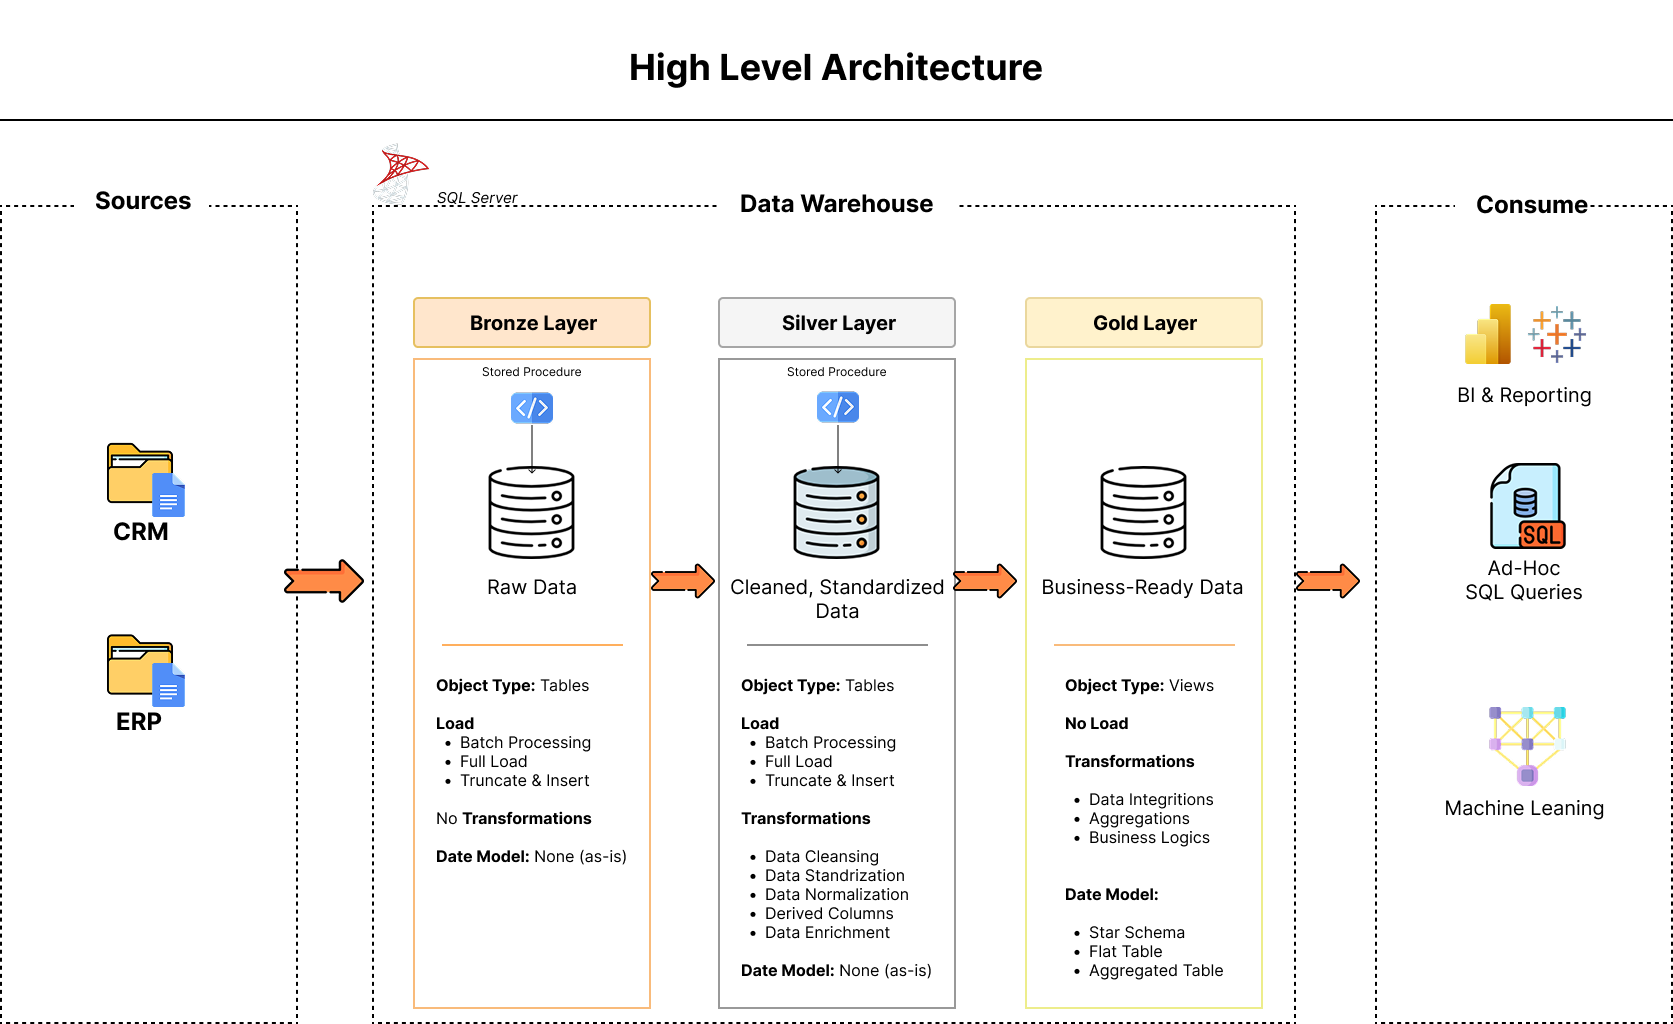 High Level Architecture
Sources
SQL Server
Data Warehouse
Consume
CRM
ERP
Bronze Layer
Stored Procedure
Raw Data
Object Type: Tables
Load
• Batch Processing
• Full Load
• Truncate & Insert
No Transformations
Date Model: None (as-is)
Silver Layer
Stored Procedure
Cleaned, Standardized
Data
Object Type: Tables
Load
• Batch Processing
• Full Load
• Truncate & Insert
Transformations
• Data Cleansing
• Data Standrization
• Data Normalization
• Derived Columns
• Data Enrichment
Date Model: None (as-is)
Gold Layer
Business-Ready Data
Object Type: Views
No Load
Transformations
• Data Integritions
• Aggregations
• Business Logics
Date Model:
• Star Schema
• Flat Table
• Aggregated Table
BI & Reporting
SQL
Ad-Hoc
SQL Queries
Machine Leaning